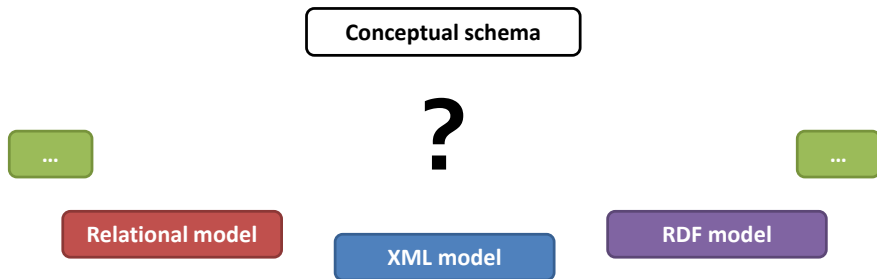 Conceptual schema
?
...
...
Relational model
XML model
RDF model